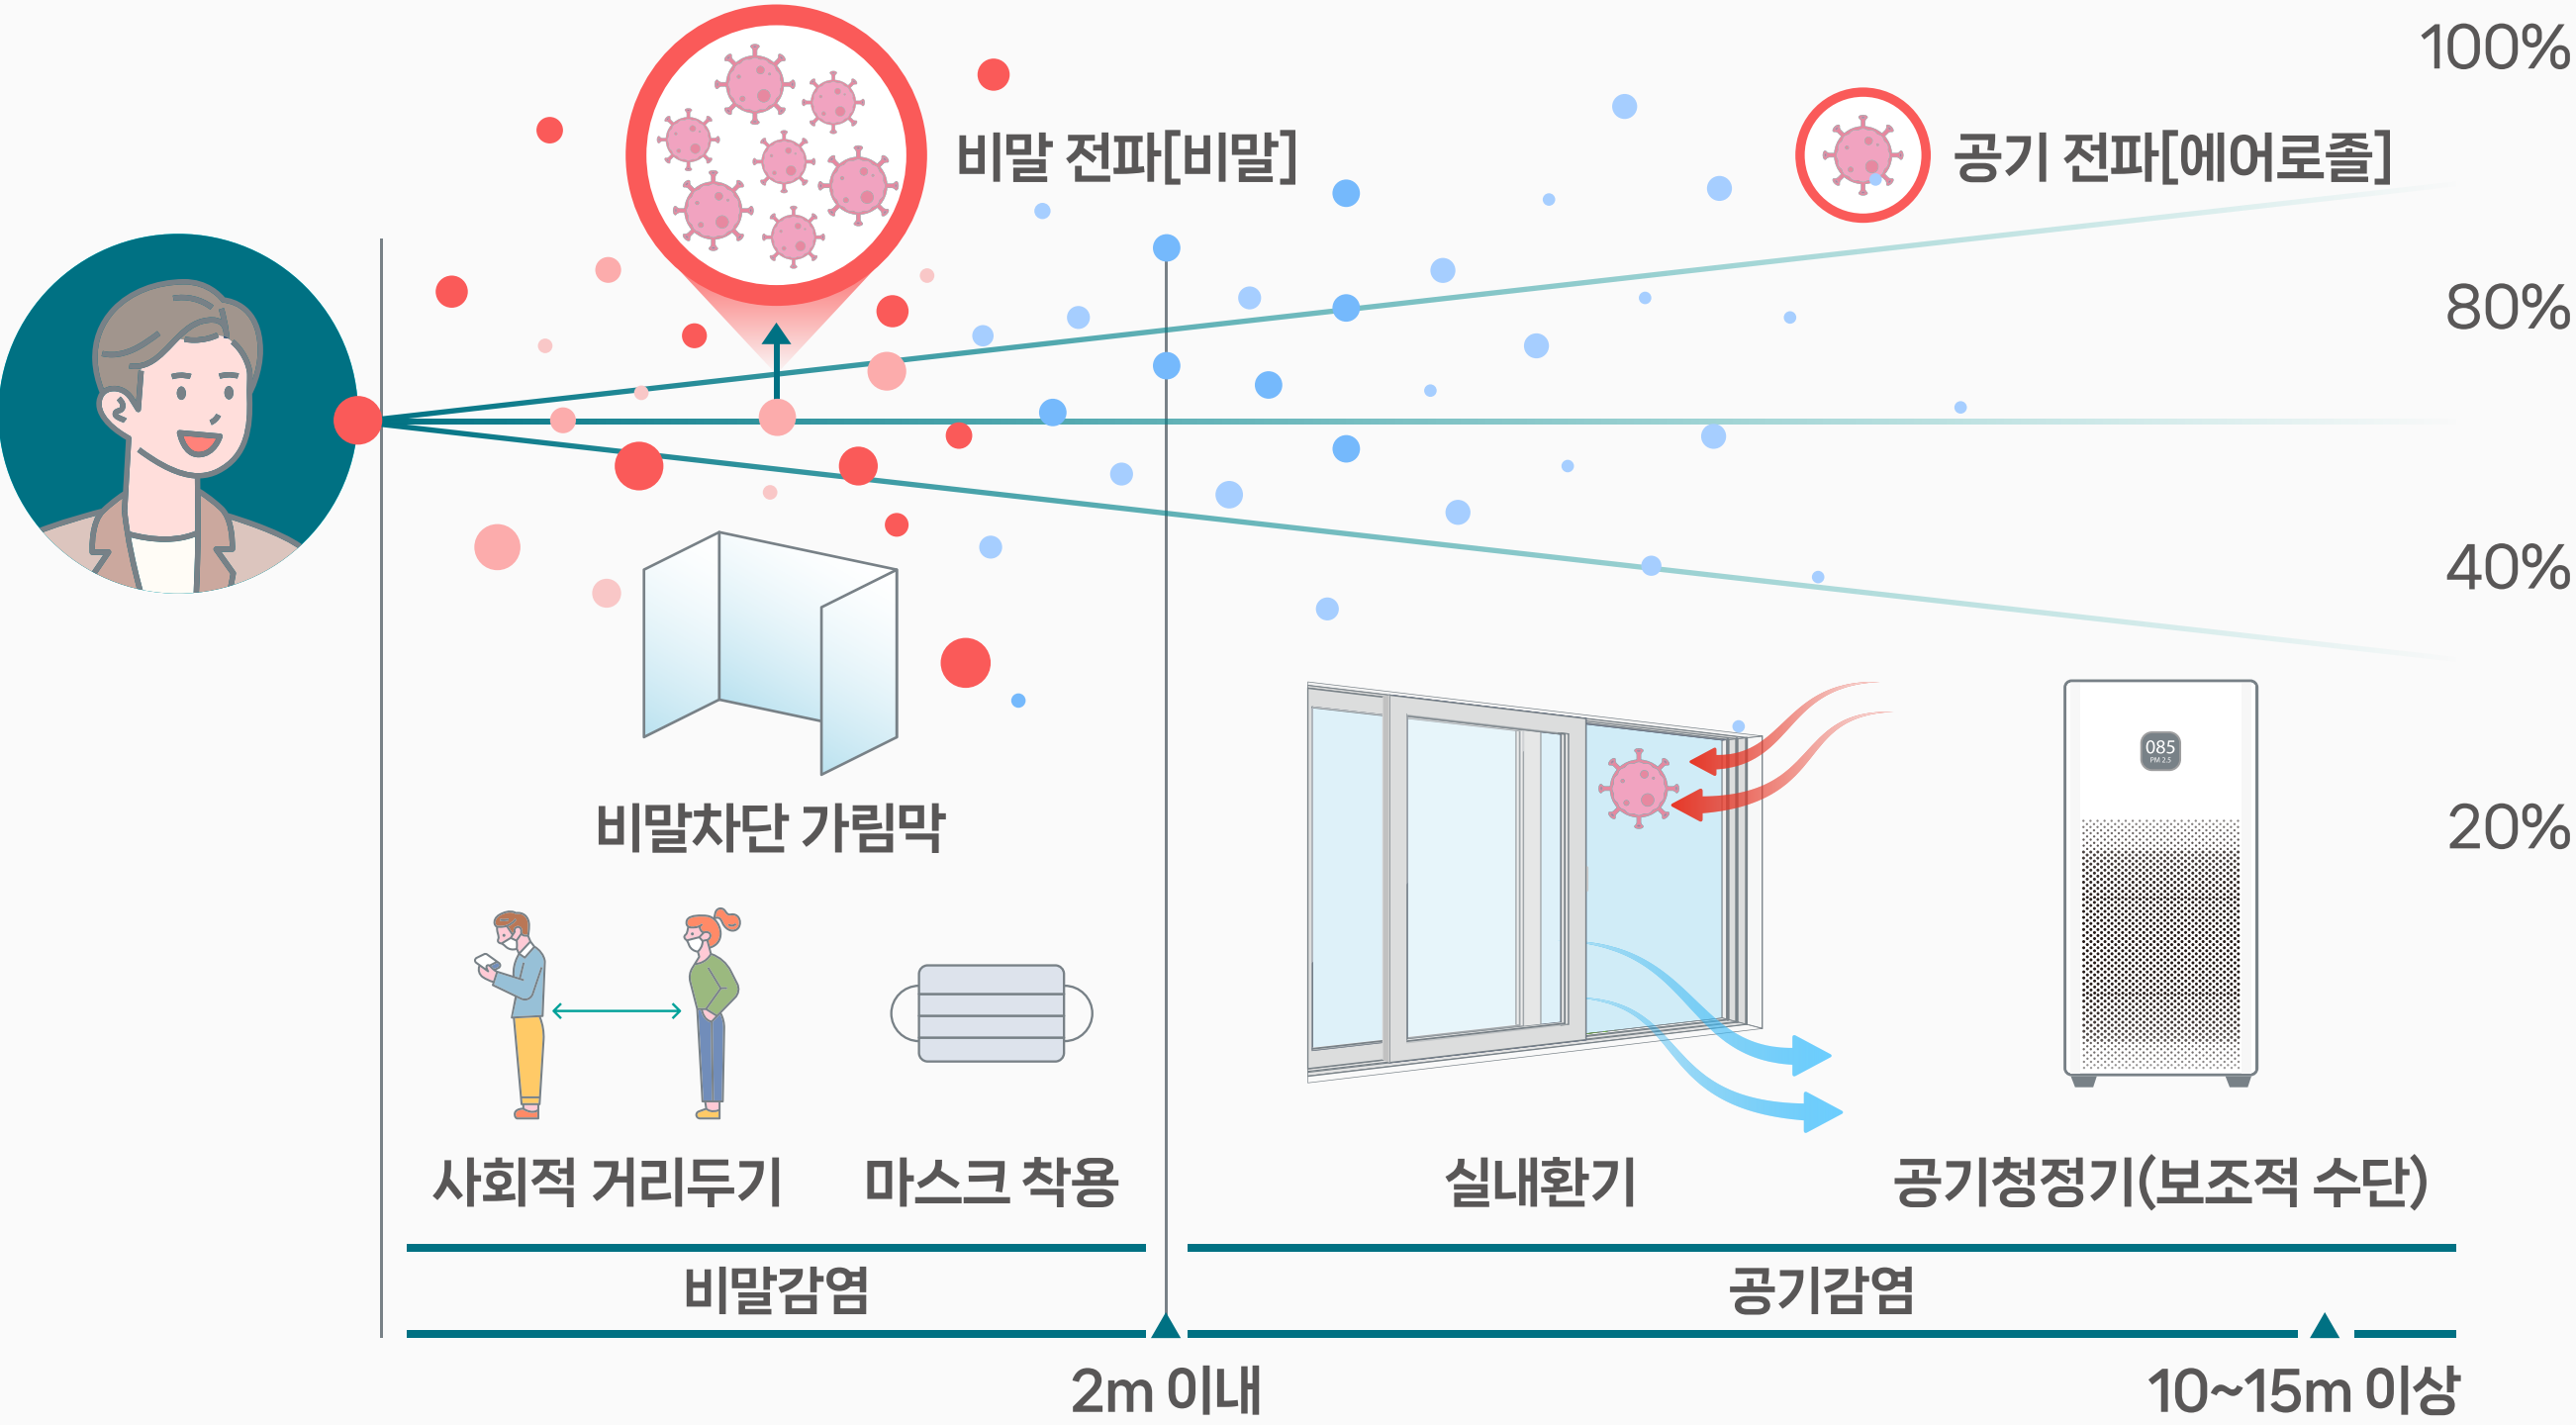 100%
비말 전파[비말]
공기 전파[에어로졸]
80%
40%
085
PM 2.5
20%
비말차단 가림막
사회적 거리두기
마스크 착용
실내환기
공기청정기(보조적 수단)
비말감염
공기감염
2m 이내
10~15m 이상